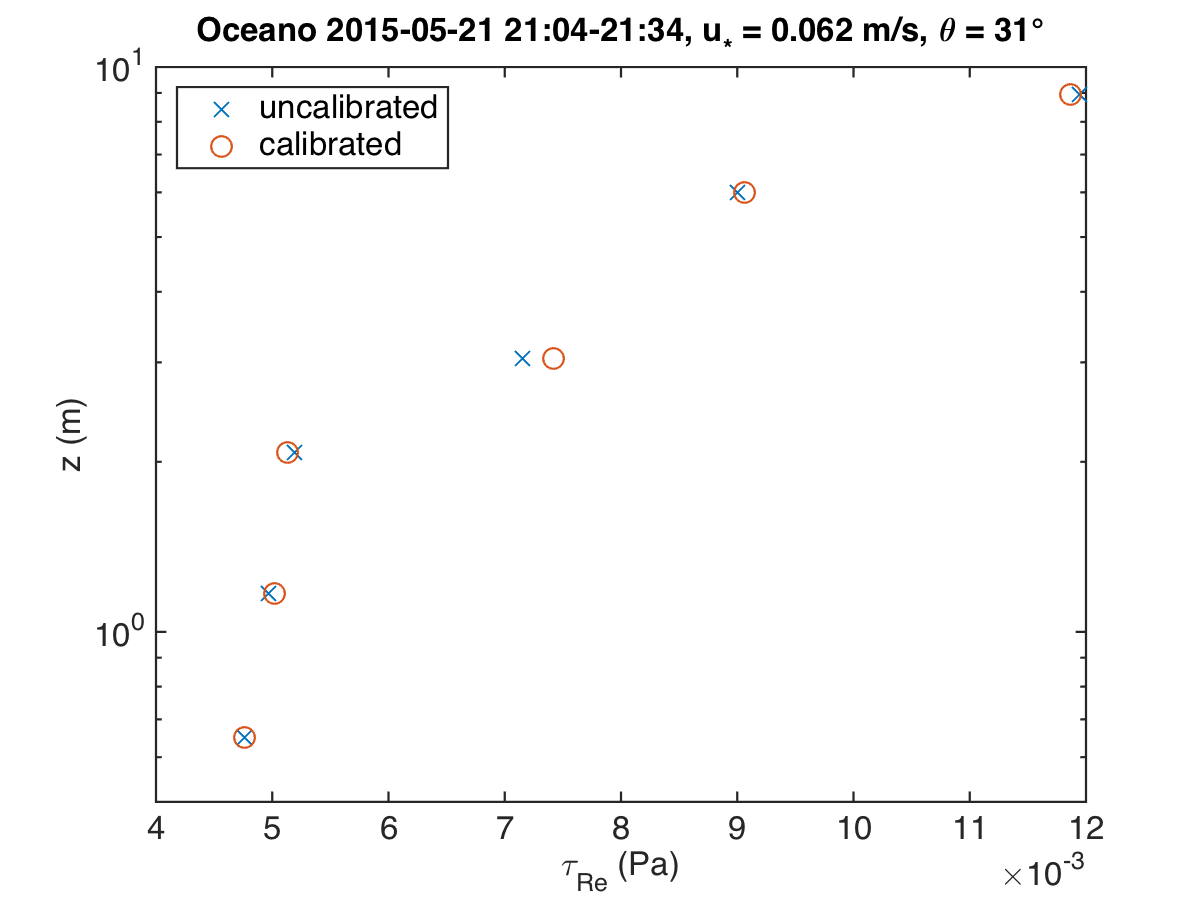 Oceano 2015-05-21 21:04-21:34, u* = 0.062 m/s, θ = 31°
10^1
uncalibrated
calibrated
z (m)
10^0
4 5 6 7 8 9 10 11 12
τ_Re (Pa)
×10^-3